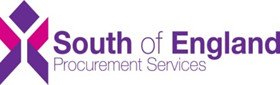 South of England
Procurement Services